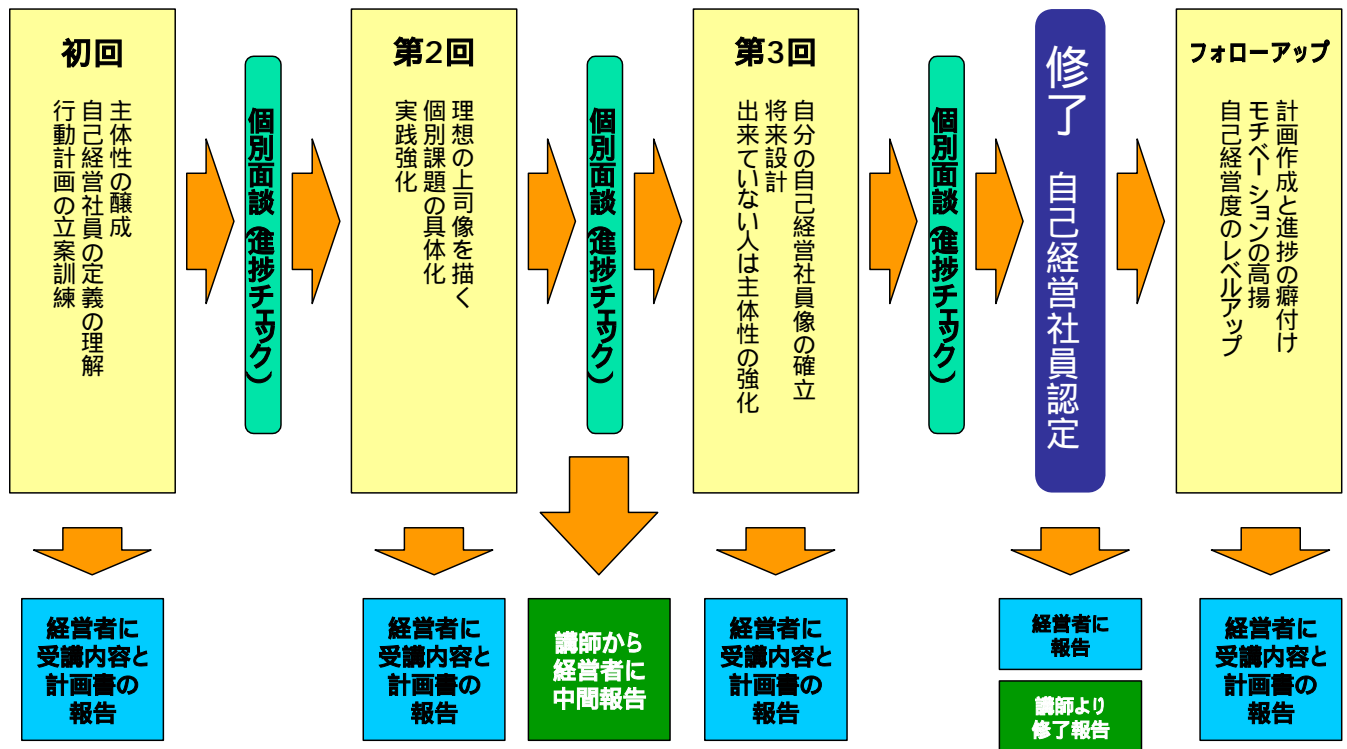 初回
主体性の醸成
自己経営社員の定義の理解
行動計画の立案訓練
個別面談（進捗チェック）
第2回
理想の上司像を描く
個別課題の具体化
実践強化
個別面談（進捗チェック）
第3回
自分の自己経営社員像の確立
将来設計
出来ていない人は主体性の強化
個別面談（進捗チェック）
修了 自己経営社員認定
フォローアップ
計画作成と進捗の癖付け
モチベーションの高揚
自己経営度のレベルアップ
経営者に
受講内容と
計画書の
報告
経営者に
受講内容と
計画書の
報告
講師から
経営者に
中間報告
経営者に
受講内容と
計画書の
報告
経営者に
報告
講師より
修了報告
経営者に
受講内容と
計画書の
報告